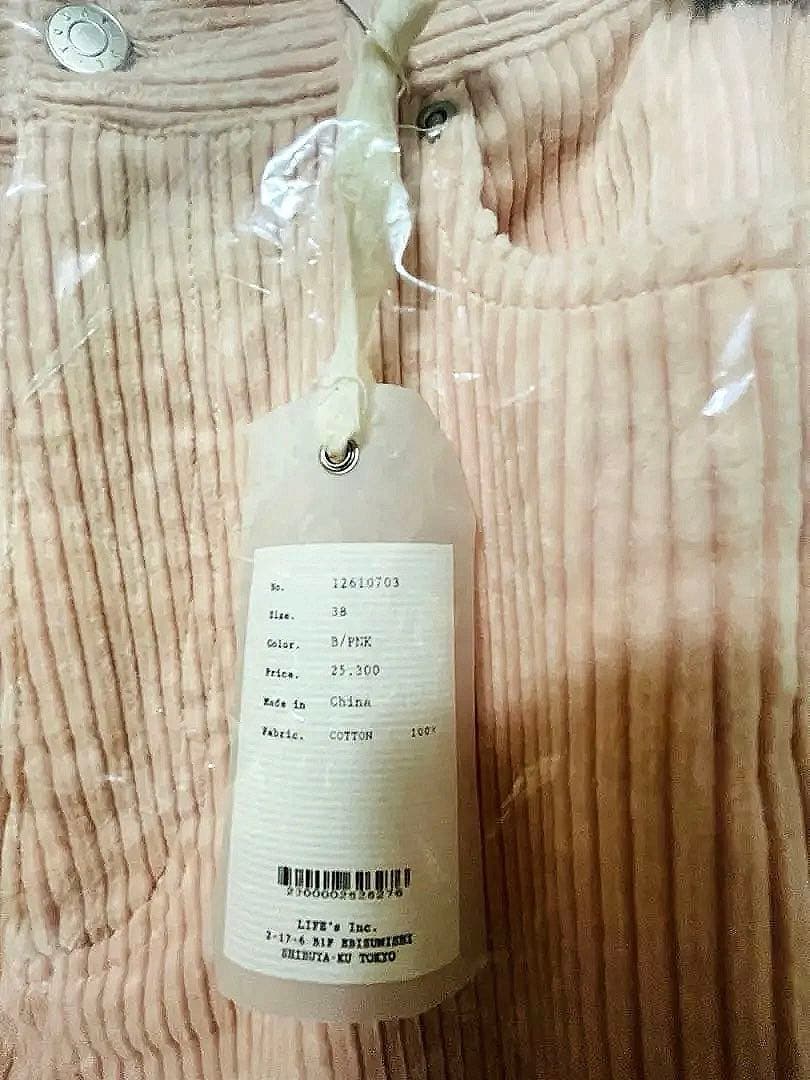 No. 12610703
Size. 38
Color. B/PNK
Price. 25.300
Made in China
Fabric. COTTON 100%
LIFE's Inc.
2-17-6 B1F EBISUNISHI
SHIBUYA-KU TOKYO